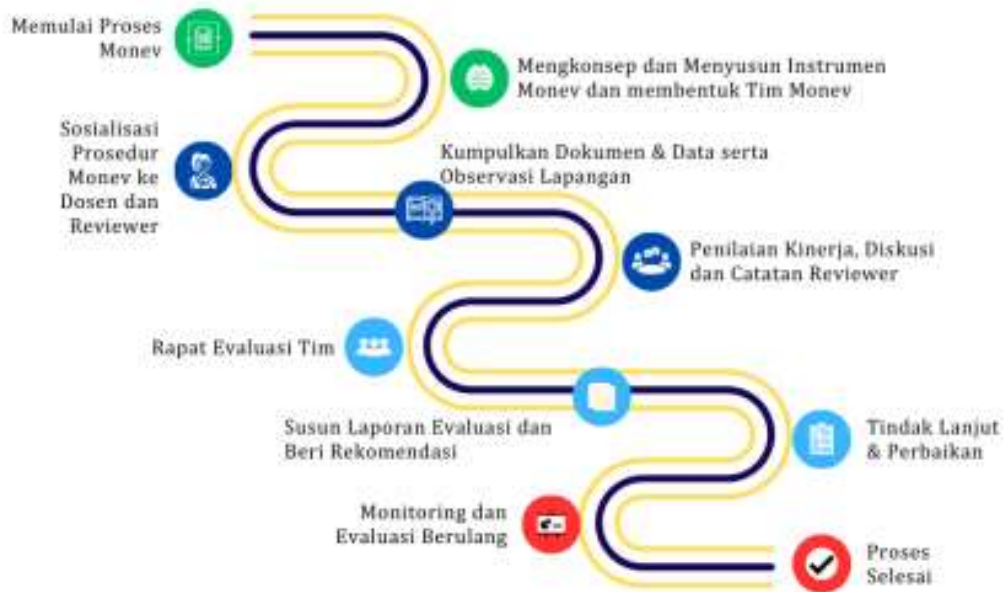 Memulai Proses
Monev
Mengkonsep dan Menyusun Instrumen
Monev dan membentuk Tim Monev
Sosialisasi
Prosedur
Monev ke
Dosen dan
Reviewer
Kumpulkan Dokumen & Data serta
Observasi Lapangan
Penilaian Kinerja, Diskusi
dan Catatan Reviewer
Rapat Evaluasi Tim
Susun Laporan Evaluasi dan
Beri Rekomendasi
Tindak Lanjut
& Perbaikan
Monitoring dan
Evaluasi Berulang
Proses
Selesai